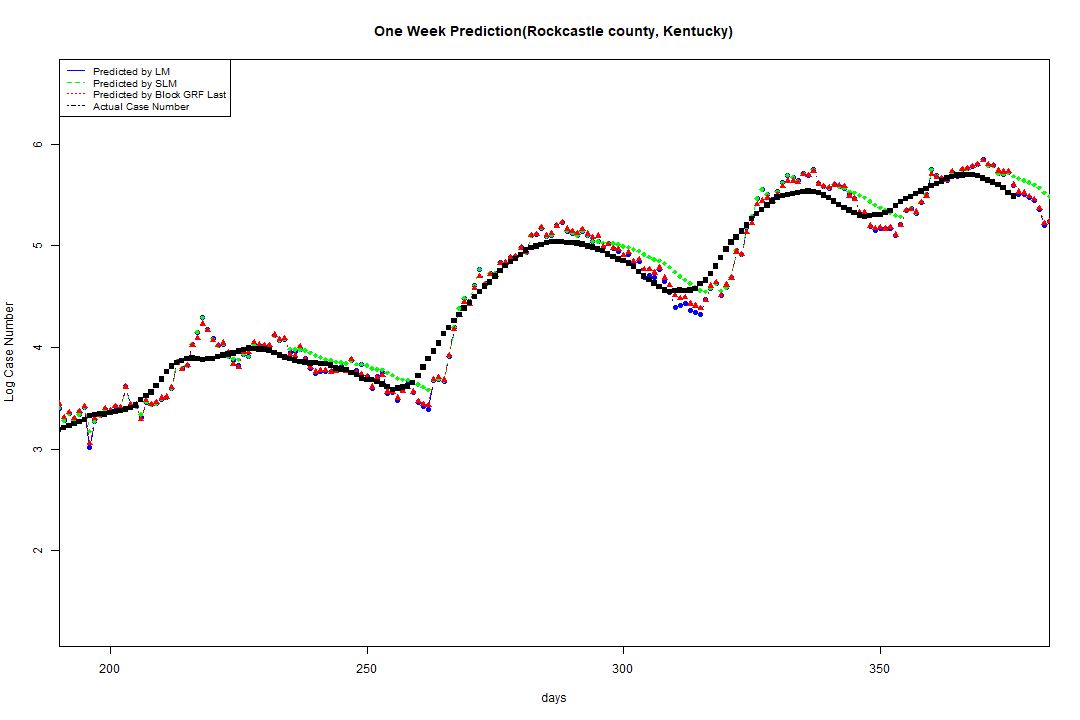 One Week Prediction(Rockcastle county, Kentucky)
Predicted by LM
Predicted by SLM
Predicted by Block GRF Last
Actual Case Number
6
5
4
3
2
Log Case Number
200 250 300 350
days